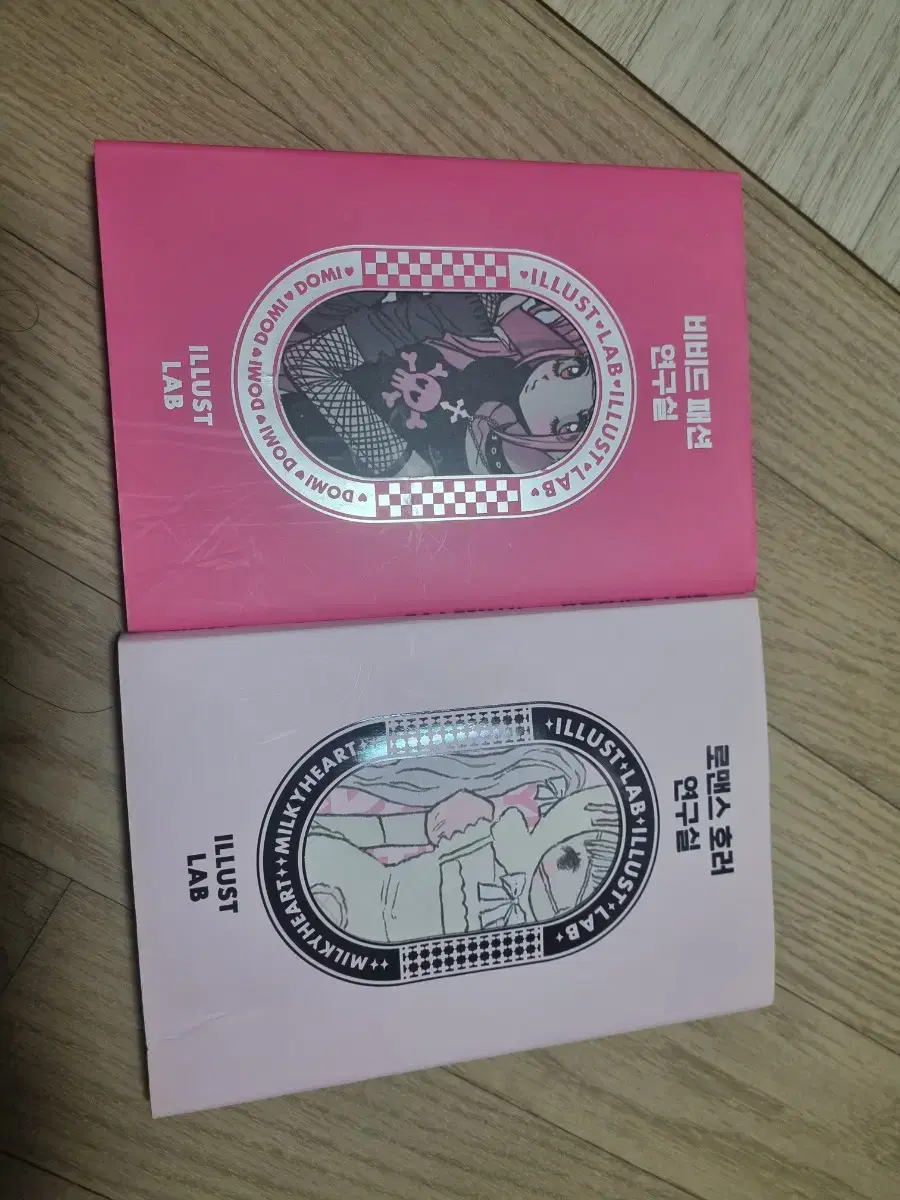 비비드 패션
연구실
♥ILLUST♥LAB♥ILLUST♥LAB♥
♥DOMI♥DOMI♥DOMI♥DOMI♥DOMI♥
ILLUST
LAB
로맨스 호러
연구실
✦ILLUST✦LAB✦ILLUST✦LAB✦
✦✦MILKYHEART✦✦MILKYHEART✦✦
ILLUST
LAB